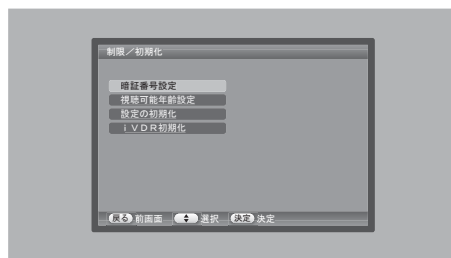 制限／初期化
暗証番号設定
視聴可能年齢設定
設定の初期化
ｉＶＤＲ初期化
戻る 前画面 選択 決定 決定